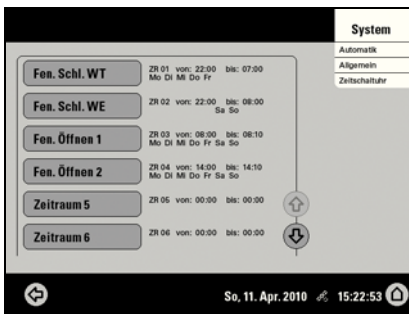 System
Automatik
Allgemein
Zeitschaltuhr
Fen. Schl. WT
ZR 01 von: 22:00 bis: 07:00
Mo Di Mi Do Fr
Fen. Schl. WE
ZR 02 von: 22:00 bis: 08:00
Sa So
Fen. Öffnen 1
ZR 03 von: 08:00 bis: 08:10
Mo Di Mi Do Fr Sa So
Fen. Öffnen 2
ZR 04 von: 14:00 bis: 14:10
Mo Di Mi Do Fr Sa So
Zeitraum 5
ZR 05 von: 00:00 bis: 00:00
Zeitraum 6
ZR 06 von: 00:00 bis: 00:00
So, 11. Apr. 2010 15:22:53